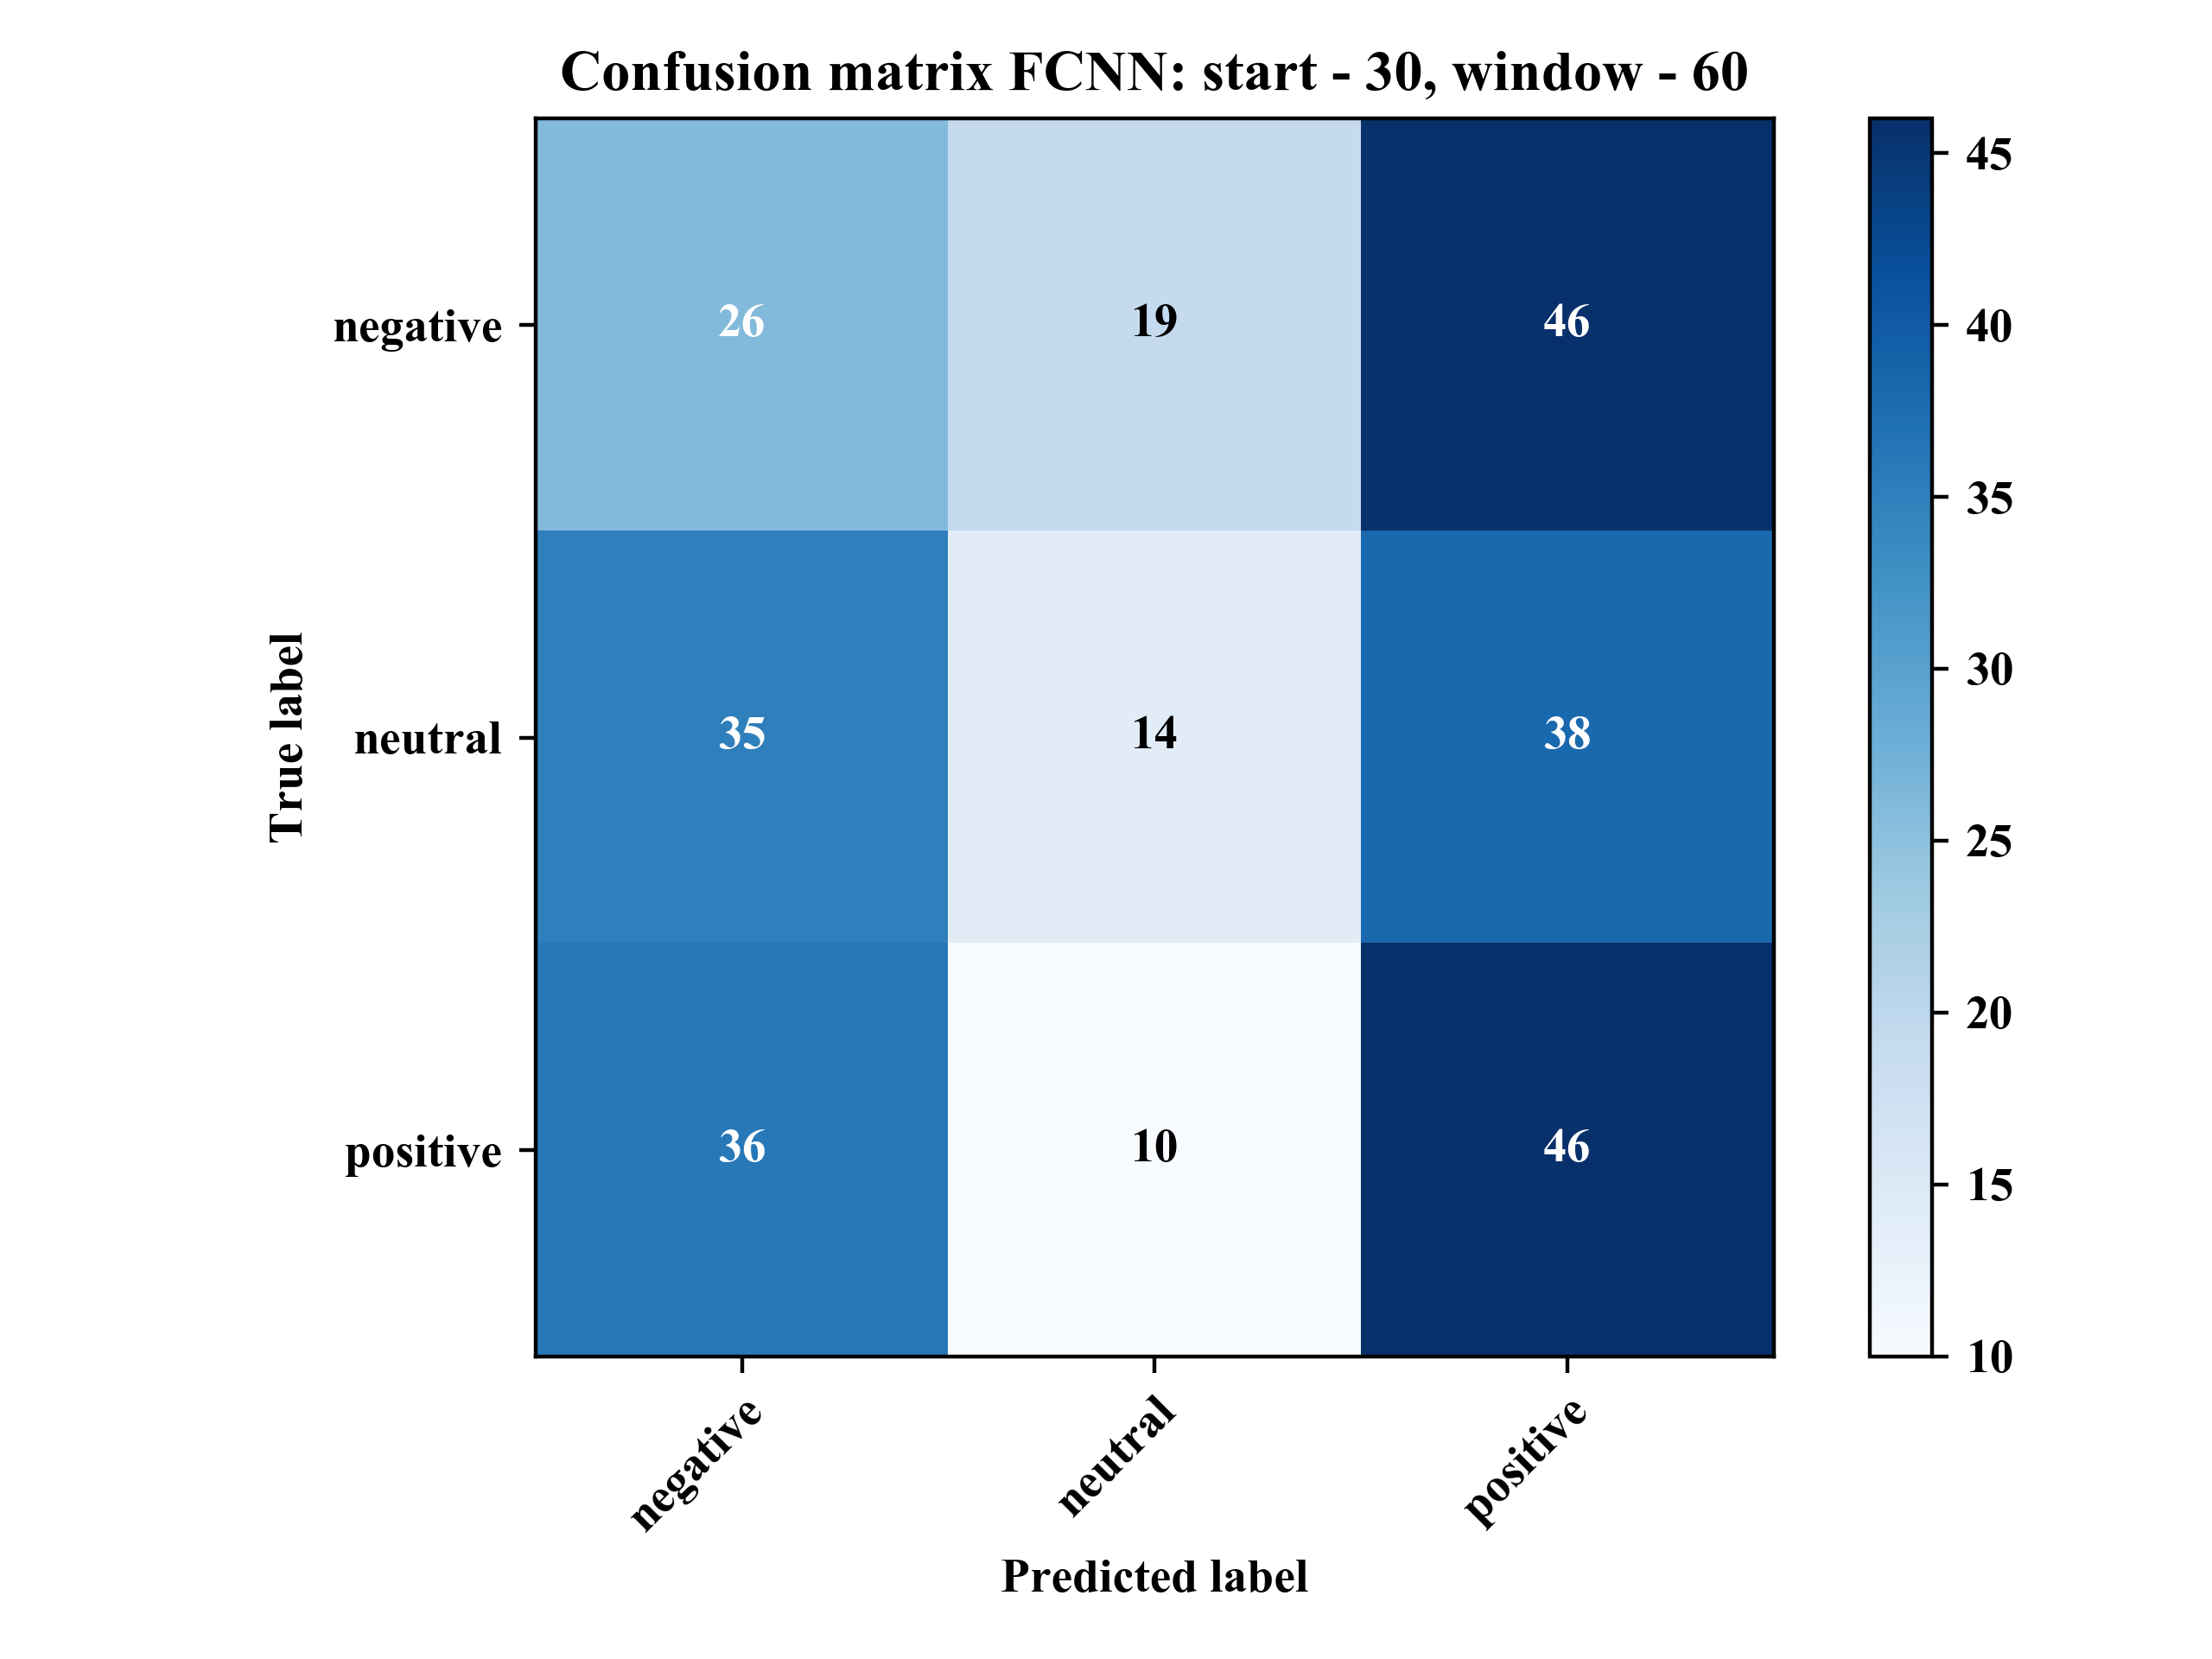 Confusion matrix FCNN: start - 30, window - 60
True label
negative 26 19 46
neutral 35 14 38
positive 36 10 46
negative neutral positive
Predicted label
45
40
35
30
25
20
15
10